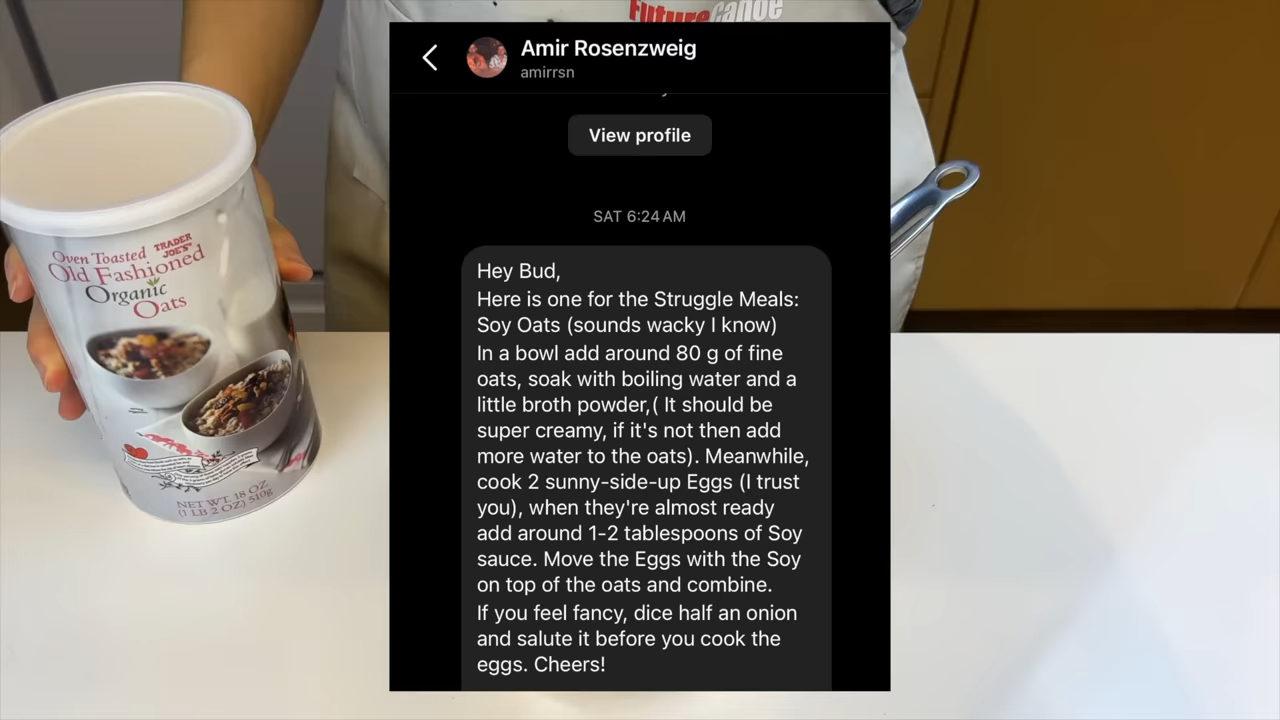 FutureCanoe
Amir Rosenzweig
amirrsn
View profile
SAT 6:24 AM
Hey Bud,
Here is one for the Struggle Meals:
Soy Oats (sounds wacky I know)
In a bowl add around 80 g of fine
oats, soak with boiling water and a
little broth powder,( It should be
super creamy, if it's not then add
more water to the oats). Meanwhile,
cook 2 sunny-side-up Eggs (I trust
you), when they're almost ready
add around 1-2 tablespoons of Soy
sauce. Move the Eggs with the Soy
on top of the oats and combine.
If you feel fancy, dice half an onion
and salute it before you cook the
eggs. Cheers!
Oven Toasted
TRADER
JOE'S
Old Fashioned
Organic
Oats
NET WT. 18 OZ
(1 LB 2 OZ) 510g